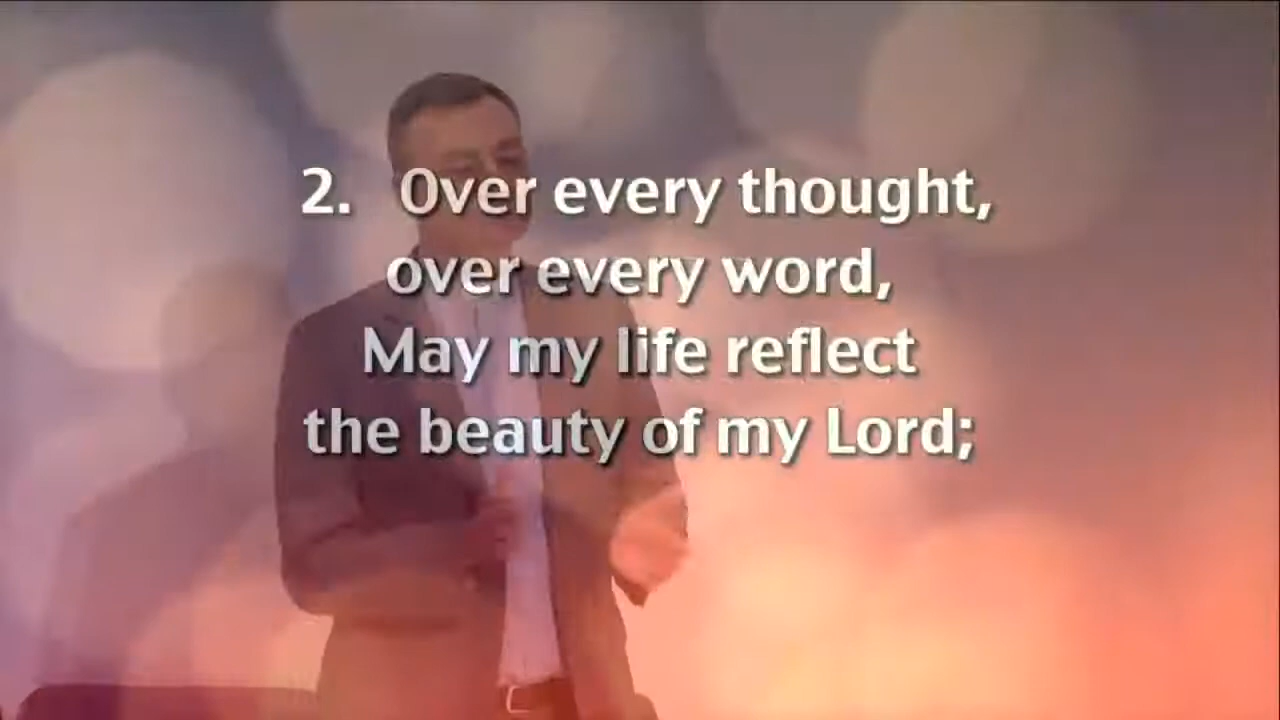 2. Over every thought,
over every word,
May my life reflect
the beauty of my Lord;